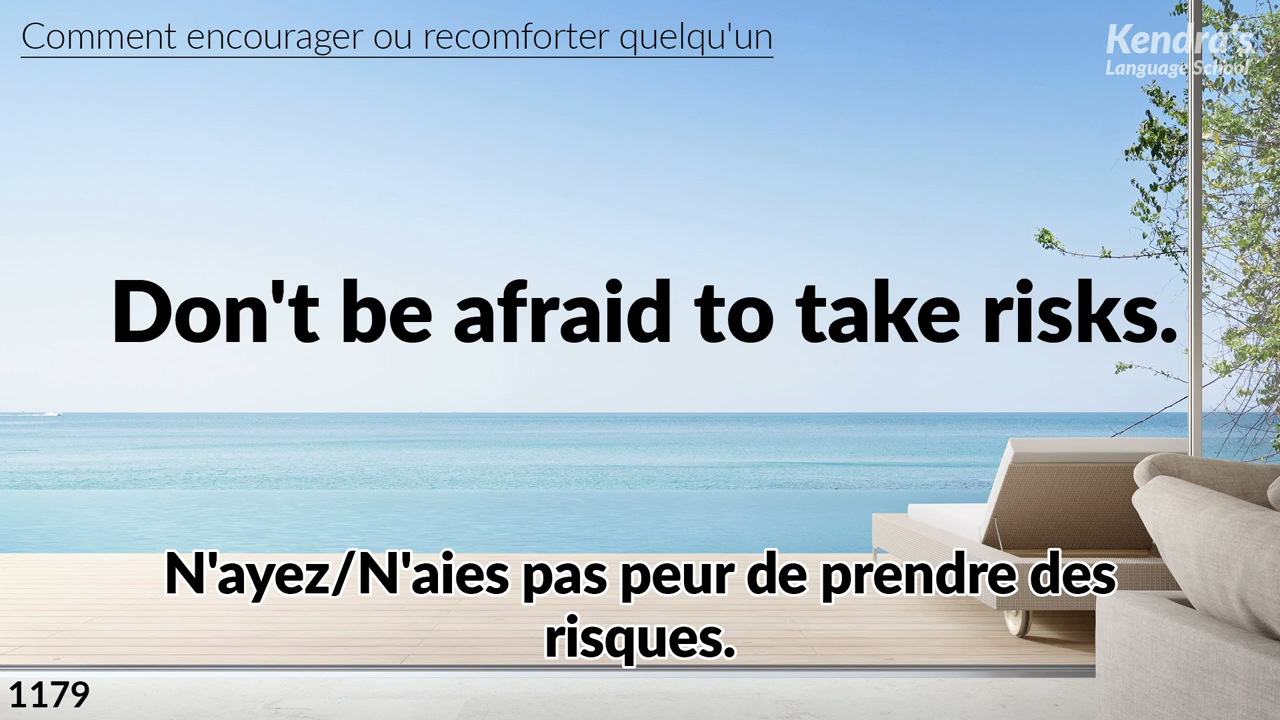 Comment encourager ou recomforter quelqu'un
Kendra's
Language School
Don't be afraid to take risks.
N'ayez/N'aies pas peur de prendre des
risques.
1179